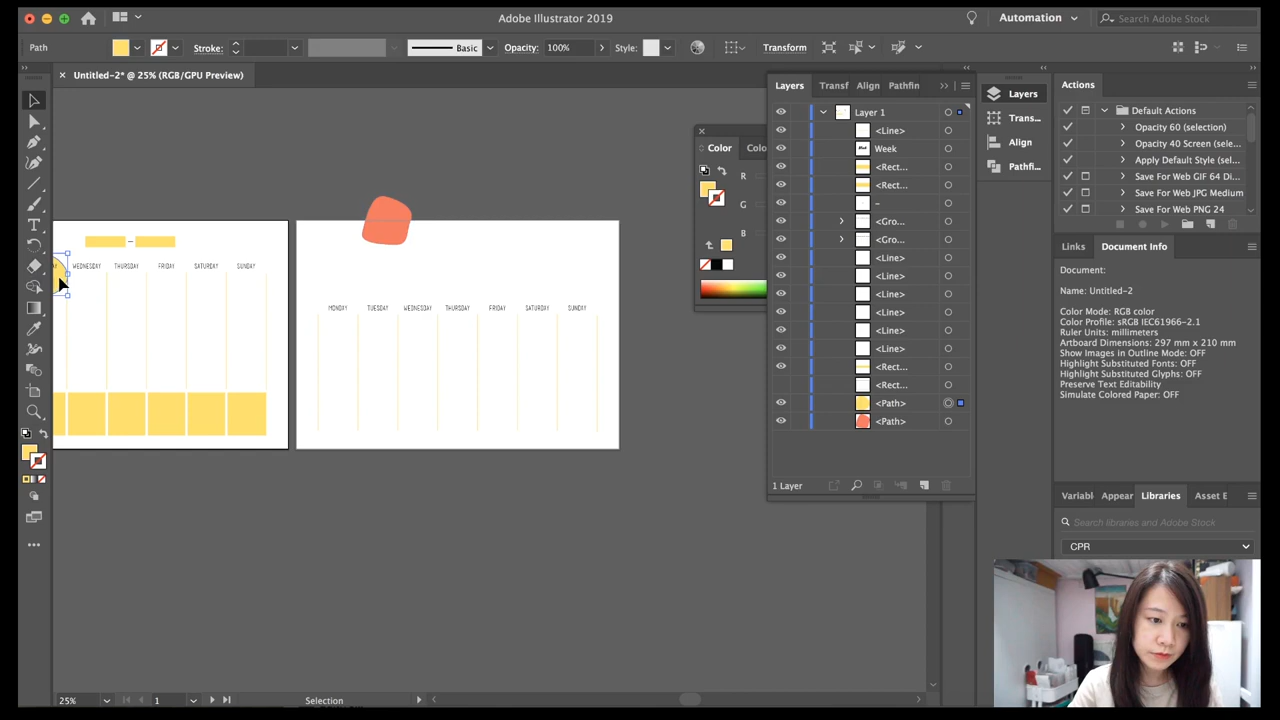 Adobe Illustrator 2019
Automation
Search Adobe Stock
Path
Stroke:
Basic
Opacity: 100%
Style:
Transform
Untitled-2* @ 25% (RGB/GPU Preview)
Layers
Transf
Align
Pathfin
Layer 1
<Line>
Week
<Rect...
<Rect...
–
<Gro...
<Gro...
<Line>
<Line>
<Line>
<Line>
<Line>
<Line>
<Rect...
<Rect...
<Path>
<Path>
1 Layer
Color
Colo
R
G
B
Layers
Trans...
Align
Pathfi...
Actions
Default Actions
Opacity 60 (selection)
Opacity 40 Screen (sele...
Apply Default Style (sel...
Save For Web GIF 64 Di...
Save For Web JPG Medium
Save For Web PNG 24
Links
Document Info
Document:
Name: Untitled-2
Color Mode: RGB color
Color Profile: sRGB IEC61966-2.1
Ruler Units: millimeters
Artboard Dimensions: 297 mm x 210 mm
Show Images in Outline Mode: OFF
Highlight Substituted Fonts: OFF
Highlight Substituted Glyphs: OFF
Preserve Text Editability
Simulate Colored Paper: OFF
Variabl
Appear
Libraries
Asset E
Search libraries and Adobe Stock
CPR
–
WEDNESDAY THURSDAY FRIDAY SATURDAY SUNDAY
MONDAY TUESDAY WEDNESDAY THURSDAY FRIDAY SATURDAY SUNDAY
25%
1
Selection